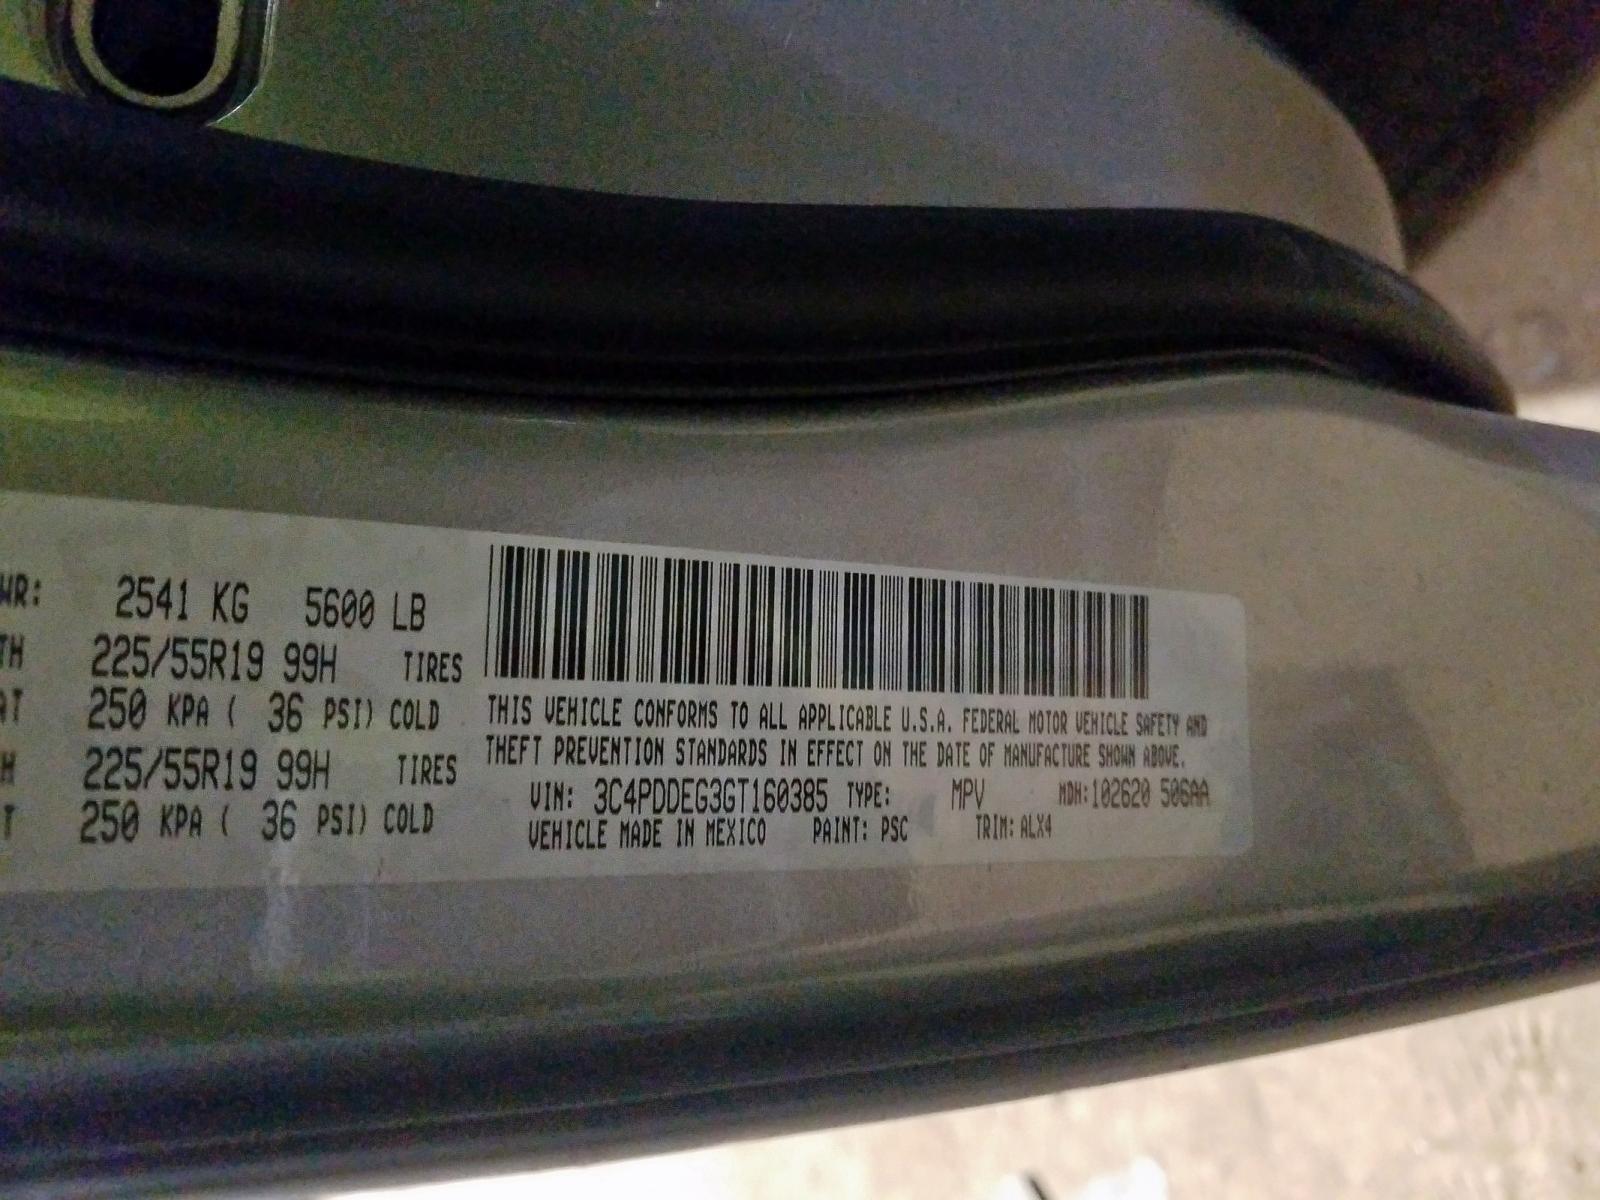 WR: 2541 KG 5600 LB
TH 225/55R19 99H TIRES
AT 250 KPA ( 36 PSI) COLD
H 225/55R19 99H TIRES
T 250 KPA ( 36 PSI) COLD
THIS VEHICLE CONFORMS TO ALL APPLICABLE U.S.A. FEDERAL MOTOR VEHICLE SAFETY AND
THEFT PREVENTION STANDARDS IN EFFECT ON THE DATE OF MANUFACTURE SHOWN ABOVE.
VIN: 3C4PDDEG3GT160385 TYPE: MPV MDH:102620 506AA
VEHICLE MADE IN MEXICO PAINT: PSC TRIM: ALX4